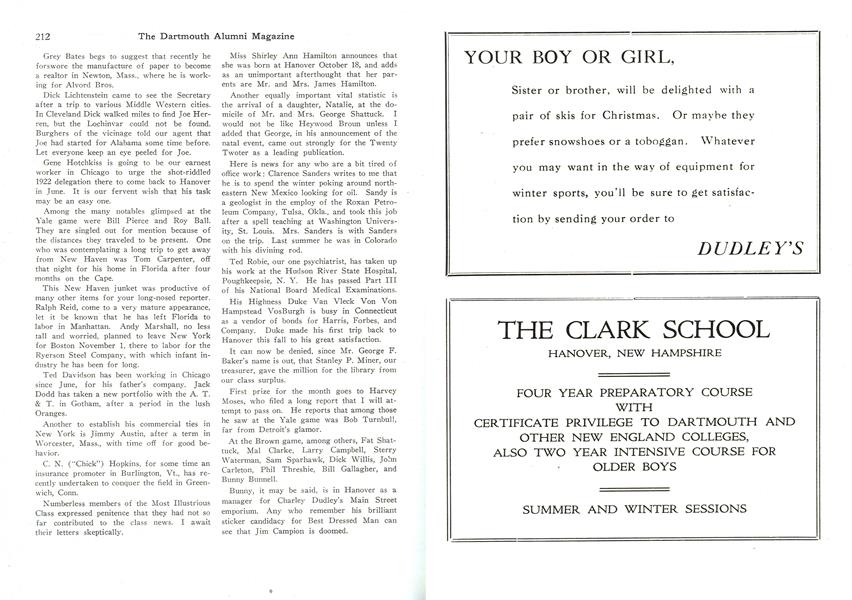 212
The Dartmouth Alumni Magazine
Grey Bates begs to suggest that recently he
forswore the manufacture of paper to become
a realtor in Newton, Mass., where he is work-
ing for Alvord Bros.
Dick Lichtenstein came to see the Secretary
after a trip to various Middle Western cities.
In Cleveland Dick walked miles to find Joe Her-
ren, but the Lochinvar could not be found.
Burghers of the vicinage told our agent that
Joe had started for Alabama some time before.
Let everyone keep an eye peeled for Joe.
Gene Hotchkiss is going to be our earnest
worker in Chicago to urge the shot-riddled
1922 delegation there to come back to Hanover
in June. It is our fervent wish that his task
may be an easy one.
Among the many notables glimpsed at the
Yale game were Bill Pierce and Roy Ball.
They are singled out for mention because of
the distances they traveled to be present. One
who was contemplating a long trip to get away
from New Haven was Tom Carpenter, off
that night for his home in Florida after four
months on the Cape.
This New Haven junket was productive of
many other items for your long-nosed reporter.
Ralph Reid, come to a very mature appearance,
let it be known that he has left Florida to
labor in Manhattan. Andy Marshall, no less
tall and worried, planned to leave New York
for Boston November 1, there to labor for the
Ryerson Steel Company, with which infant in-
dustry he has been for long.
Ted Davidson has been working in Chicago
since June, for his father's company. Jack
Dodd has taken a new portfolio with the A. T.
& T. in Gotham, after a period in the lush
Oranges.
Another to establish his commercial ties in
New York is Jimmy Austin, after a term in
Worcester, Mass., with time off for good be-
havior.
C. N. ("Chick") Hopkins, for some time an
insurance promoter in Burlington, Vt., has re-
cently undertaken to conquer the field in Green-
wich, Conn.
Numberless members of the Most Illustrious
Class expressed penitence that they had not so
far contributed to the class news. I await
their letters skeptically.
Miss Shirley Ann Hamilton announces that
she was born at Hanover October 18, and adds
as an unimportant afterthought that her par-
ents are Mr. and Mrs. James Hamilton.
Another equally important vital statistic is
the arrival of a daughter, Natalie, at the do-
micile of Mr. and Mrs. George Shattuck. I
would not be like Heywood Broun unless I
added that George, in his announcement of the
natal event, came out strongly for the Twenty
Twoter as a leading publication.
Here is news for any who are a bit tired of
office work: Clarence Sanders writes to me that
he is to spend the winter poking around north-
eastern New Mexico looking for oil. Sandy is
a geologist in the employ of the Roxan Petro-
leum Company, Tulsa, Okla., and took this job
after a spell teaching at Washington Univers-
ity, St. Louis. Mrs. Sanders is with Sanders
on the trip. Last summer he was in Colorado
with his divining rod.
Ted Robie, our one psychiatrist, has taken up
his work at the Hudson River State Hospital,
Poughkeepsie, N. Y. He has passed Part III
of his National Board Medical Examinations.
His Highness Duke Van Vleck Von Von
Hampstead VosBurgh is busy in Connecticut
as a vendor of bonds for Harris, Forbes, and
Company. Duke made his first trip back to
Hanover this fall to his great satisfaction.
It can now be denied, since Mr. George F.
Baker's name is out, that Stanley P. Miner, our
treasurer, gave the million for the library from
our class surplus.
First prize for the month goes to Harvey
Moses, who filed a long report that I will at-
tempt to pass on. He reports that among those
he saw at the Yale game was Bob Turnbull,
far from Detroit's glamor.
At the Brown game, among others, Fat Shat-
tuck, Mal Clarke, Larry Campbell, Sterry
Waterman, Sam Sparhawk, Dick Willis, John
Carleton, Phil Threshie, Bill Gallagher, and
Bunny Bunnell.
Bunny, it may be said, is in Hanover as a
manager for Charley Dudley's Main Street
emporium. Any who remember his brilliant
sticker candidacy for Best Dressed Man can
see that Jim Campion is doomed.
YOUR BOY OR GIRL,
Sister or brother, will be delighted with a
pair of skis for Christmas. Or maybe they
prefer snowshoes or a toboggan. Whatever
you may want in the way of equipment for
winter sports, you'll be sure to get satisfac-
tion by sending your order to
DUDLEY'S
THE CLARK SCHOOL
HANOVER, NEW HAMPSHIRE
FOUR YEAR PREPARATORY COURSE
WITH
CERTIFICATE PRIVILEGE TO DARTMOUTH AND
OTHER NEW ENGLAND COLLEGES,
ALSO TWO YEAR INTENSIVE COURSE FOR
OLDER BOYS
SUMMER AND WINTER SESSIONS